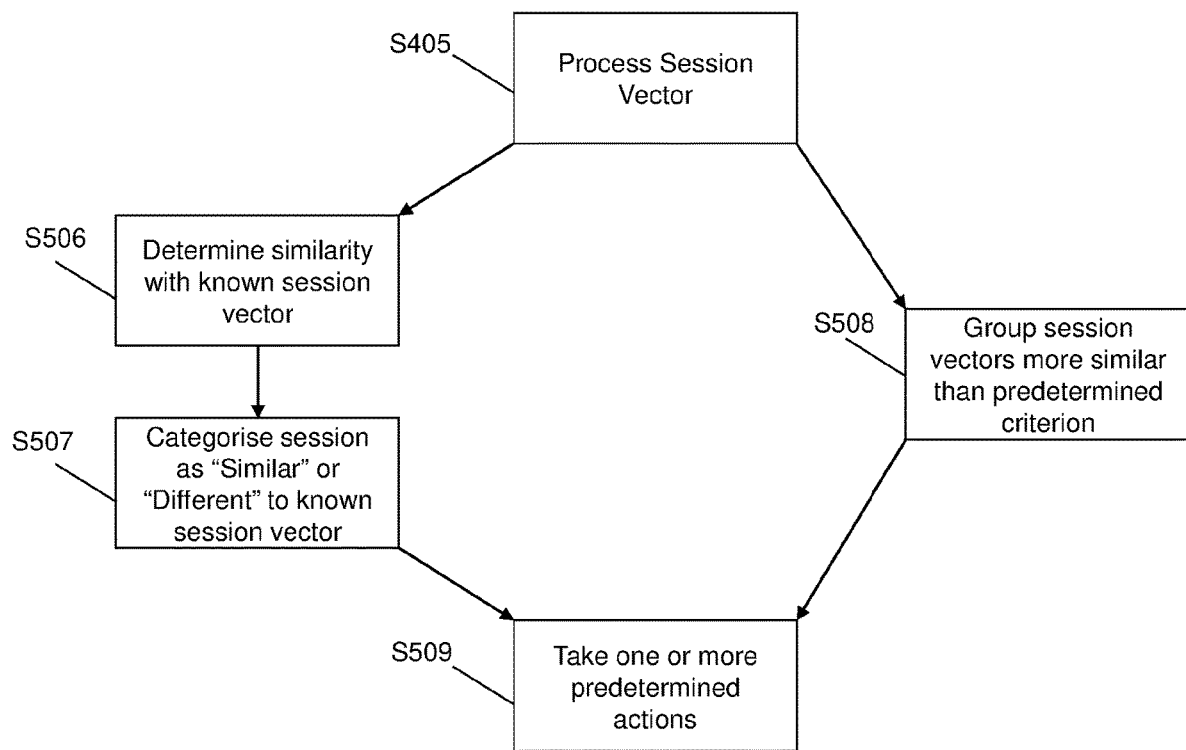 S405
Process Session
Vector
S506
Determine similarity
with known session
vector
S508
Group session
vectors more similar
than predetermined
criterion
S507
Categorise session
as “Similar” or
“Different” to known
session vector
S509
Take one or more
predetermined
actions